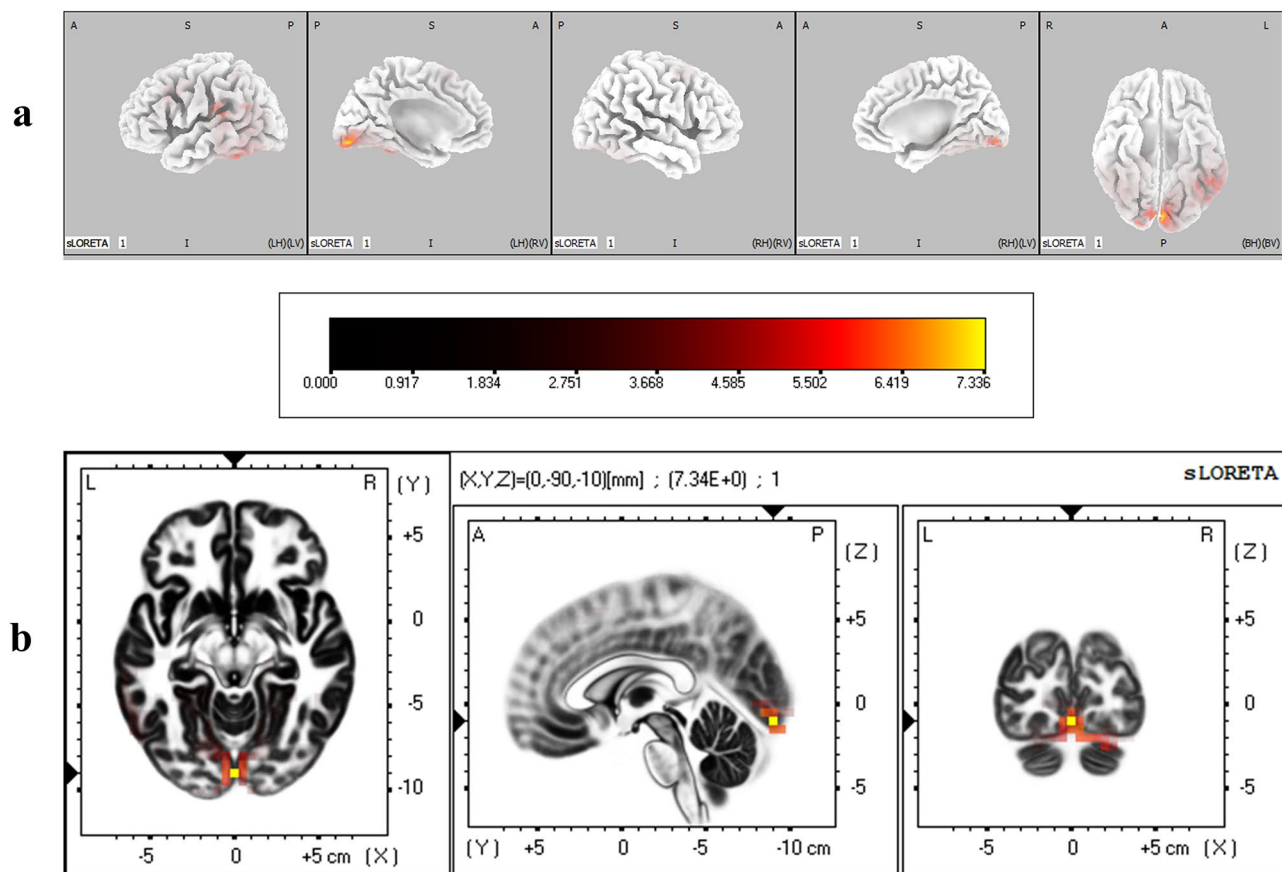 A S P P S A P S A A S P R A L
a
sLORETA 1 I (LH)(LV) sLORETA 1 I (LH)(RV) sLORETA 1 I (RH)(RV) sLORETA 1 I (RH)(LV) sLORETA 1 P (BH)(BV)
0.000 0.917 1.834 2.751 3.668 4.585 5.502 6.419 7.336
b
L R (Y)
+5
0
-5
-10
-5 0 +5 cm (X)
(X,Y,Z)=(0,-90,-10)[mm] ; (7.34E+0) ; 1
sLORETA
A P (Z)
+5
0
-5
(Y) +5 0 -5 -10 cm
L R (Z)
+5
0
-5
-5 0 +5 cm (X)